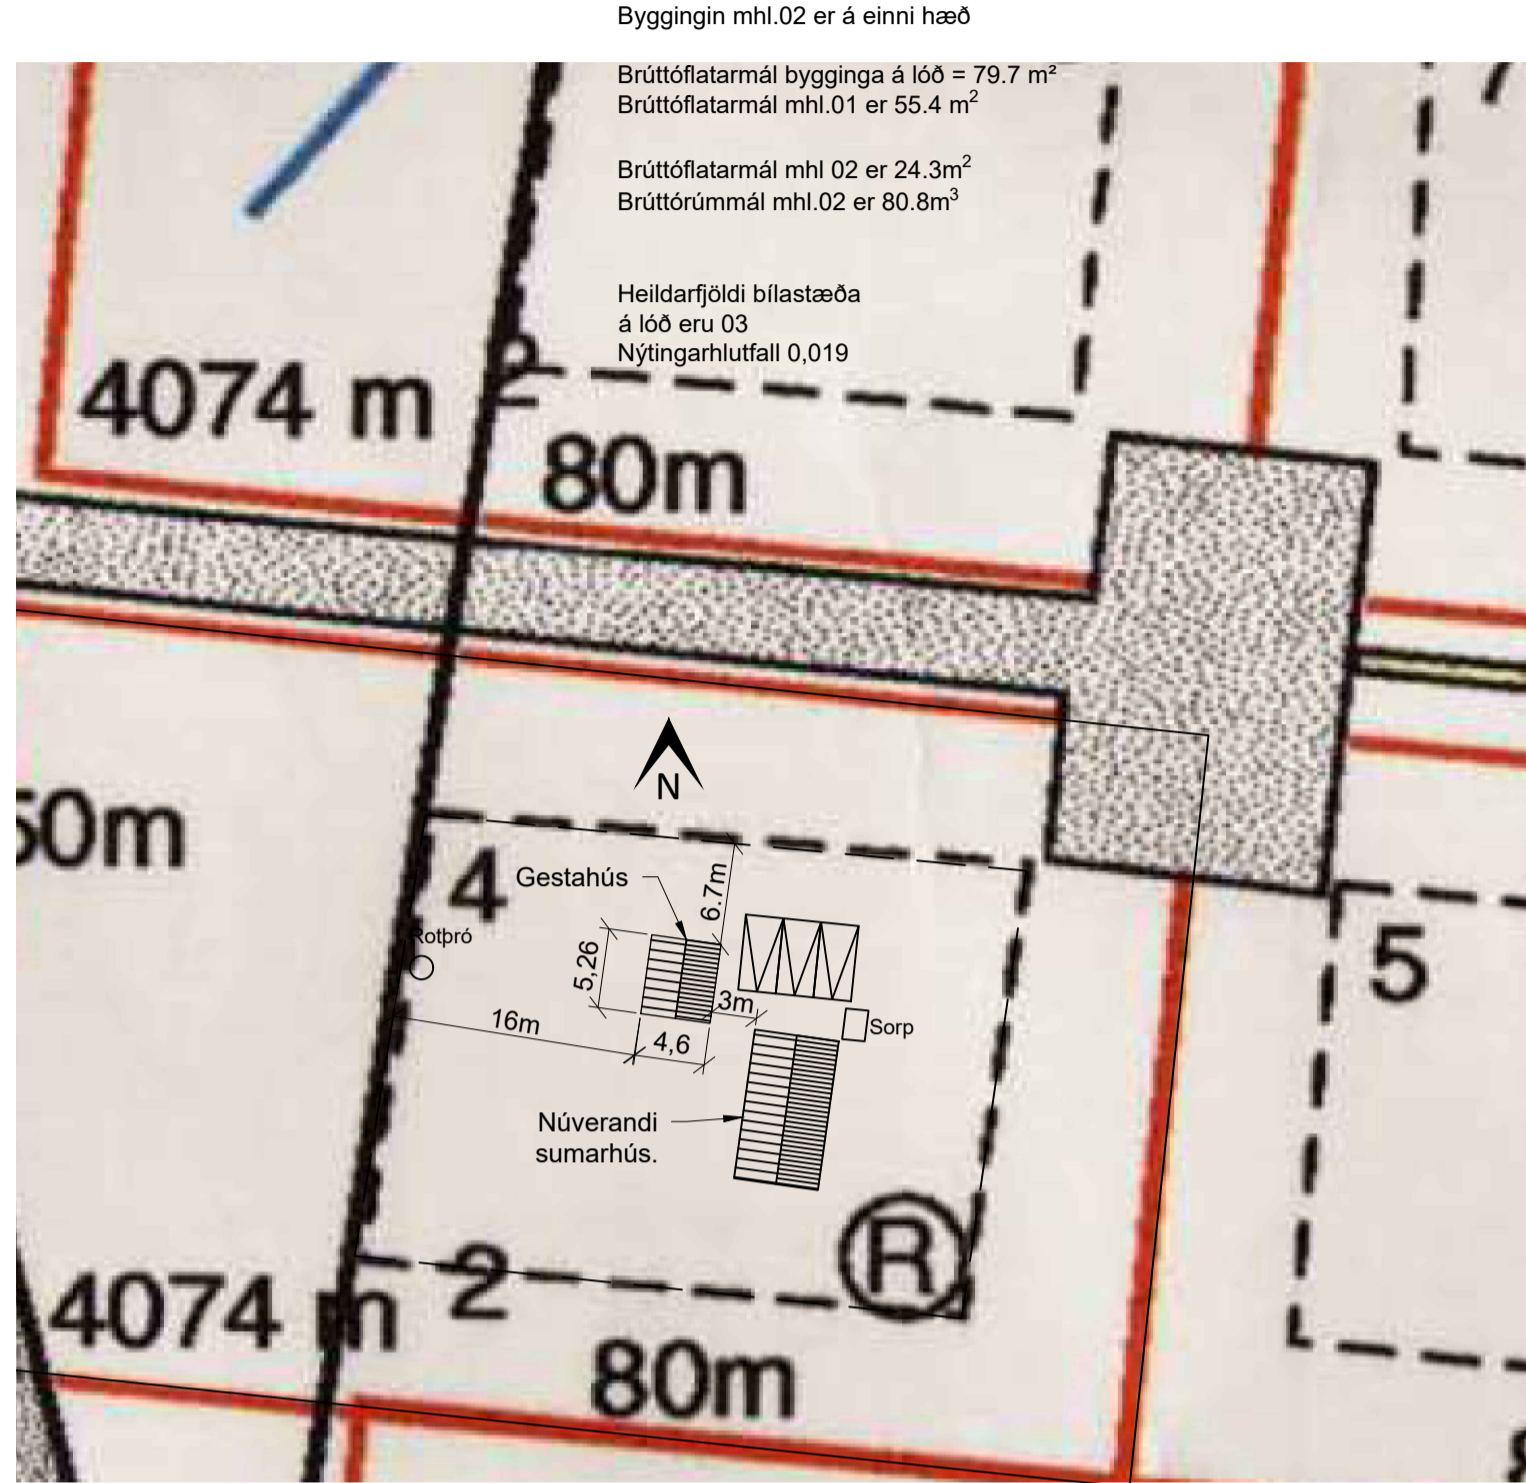 Byggingin mhl.02 er á einni hæð
Brúttóflatarmál bygginga á lóð = 79.7 m²
Brúttóflatarmál mhl.01 er 55.4 m²
Brúttóflatarmál mhl 02 er 24.3m²
Brúttórúmmál mhl.02 er 80.8m³
Heildarfjöldi bílastæða
á lóð eru 03
Nýtingarhlutfall 0,019
4074 m 2
80m
N
50m
4
Gestahús
6.7m
Rotþró
5,26
3m
5
16m
4,6
Sorp
Núverandi
sumarhús.
R
4074 m 2
80m